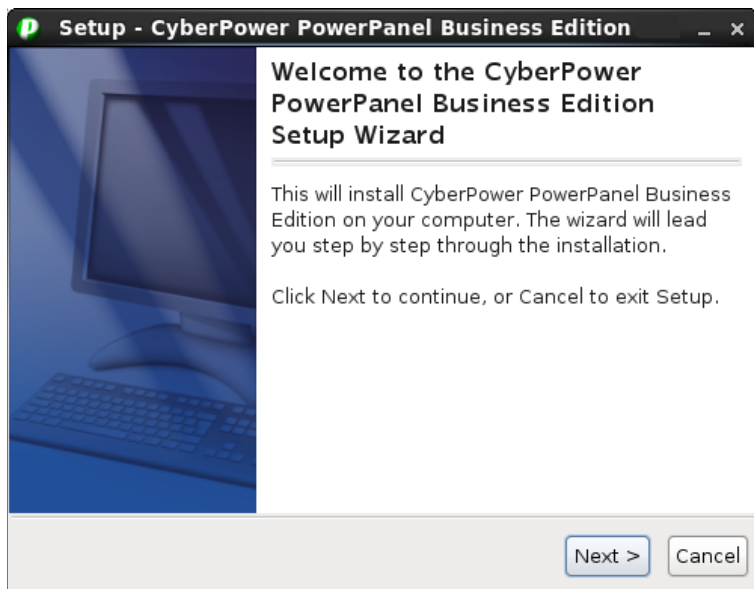 Setup - CyberPower PowerPanel Business Edition
Welcome to the CyberPower
PowerPanel Business Edition
Setup Wizard
This will install CyberPower PowerPanel Business
Edition on your computer. The wizard will lead
you step by step through the installation.
Click Next to continue, or Cancel to exit Setup.
Next >
Cancel